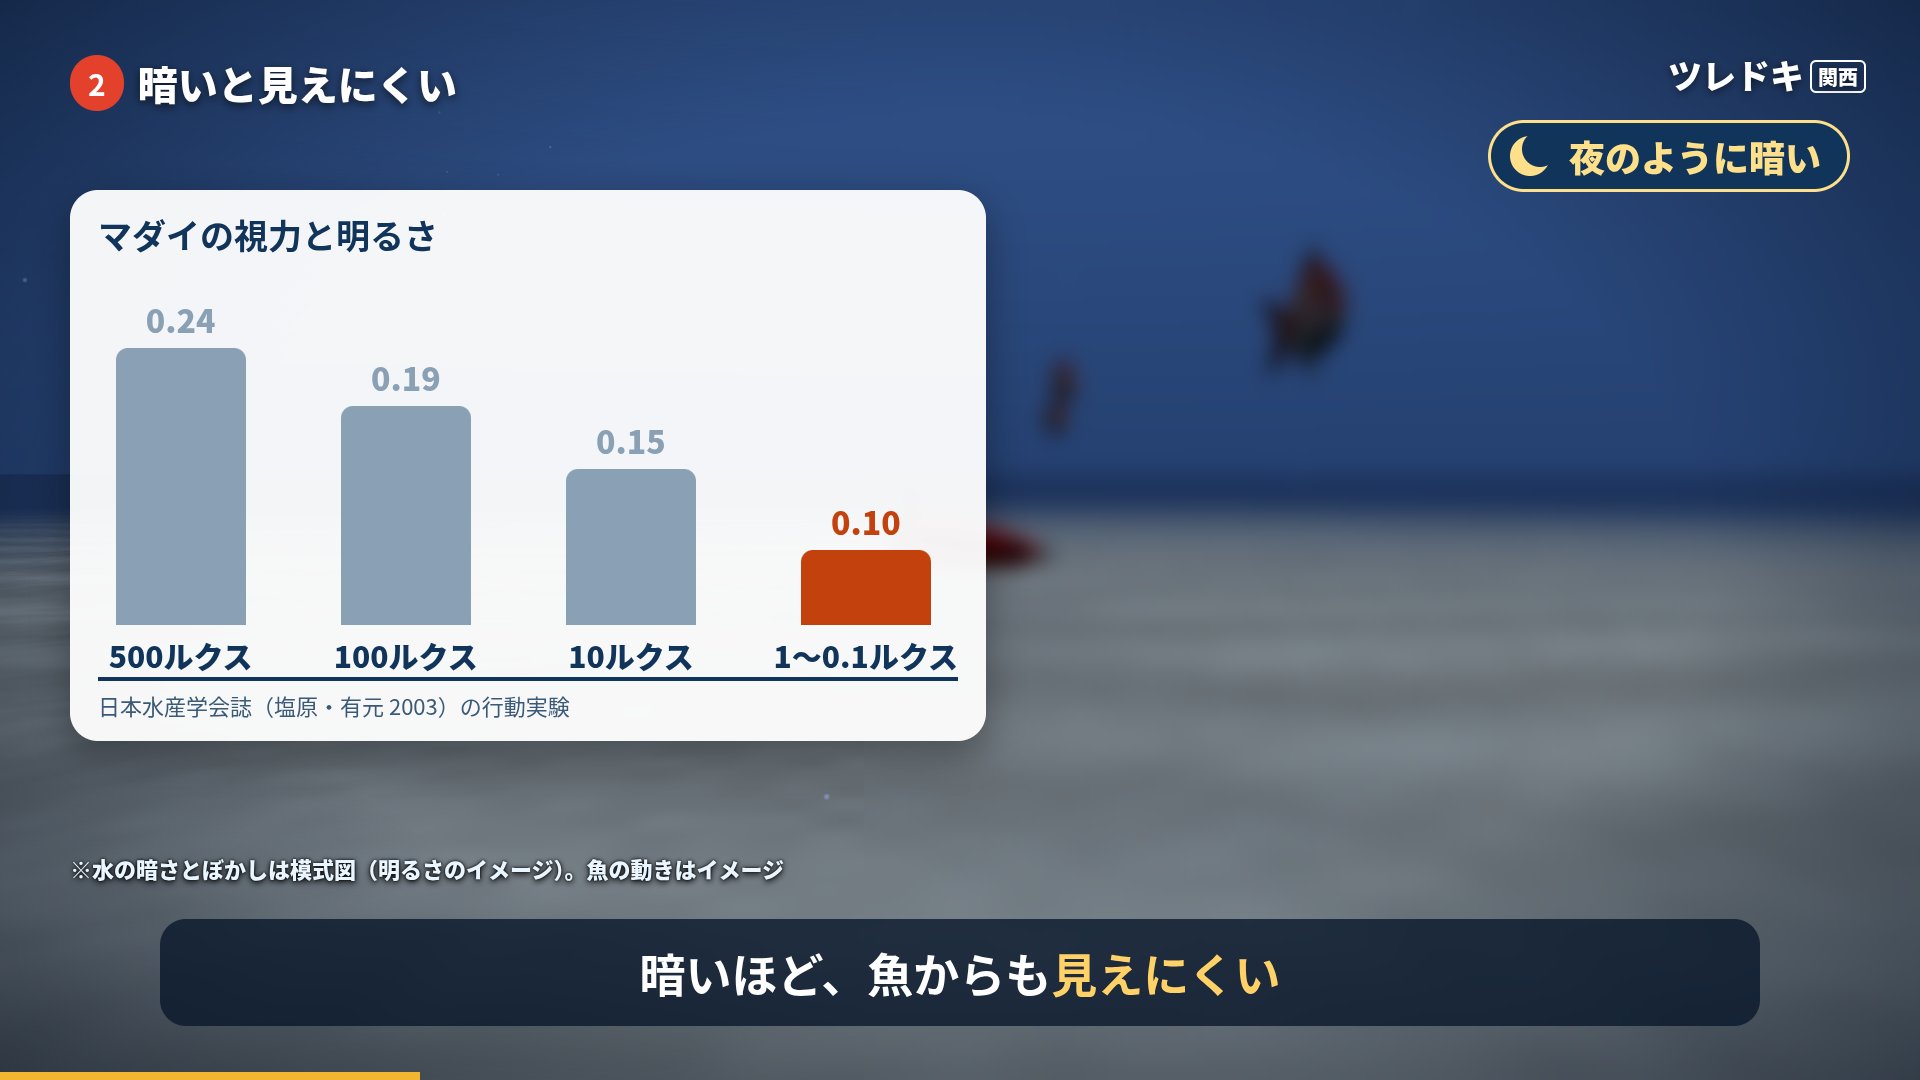 2 暗いと見えにくい
ツレドキ 関西
夜のように暗い
マダイの視力と明るさ
0.24
0.19
0.15
0.10
500ルクス 100ルクス 10ルクス 1〜0.1ルクス
日本水産学会誌（塩原・有元 2003）の行動実験
※水の暗さとぼかしは模式図（明るさのイメージ）。魚の動きはイメージ
暗いほど、魚からも見えにくい